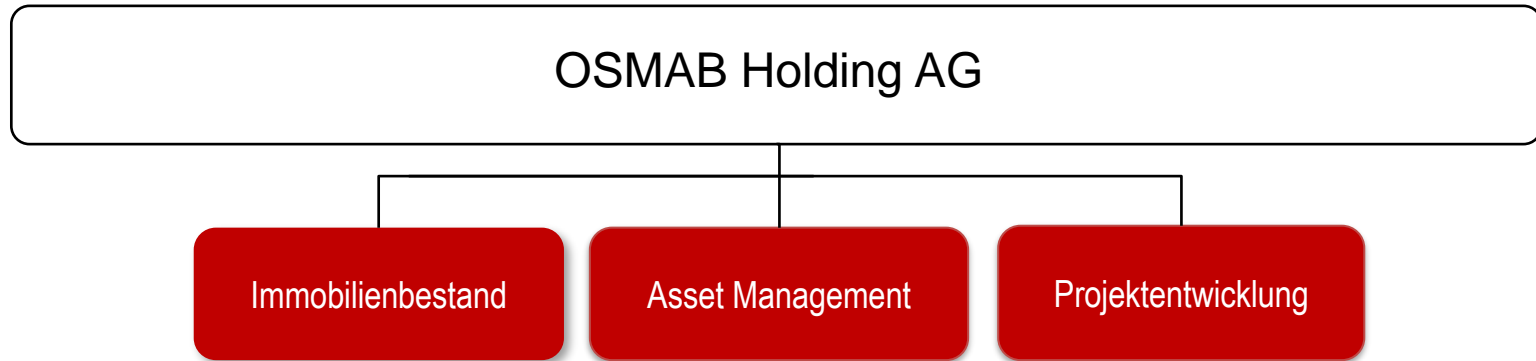 OSMAB Holding AG
Immobilienbestand
Asset Management
Projektentwicklung